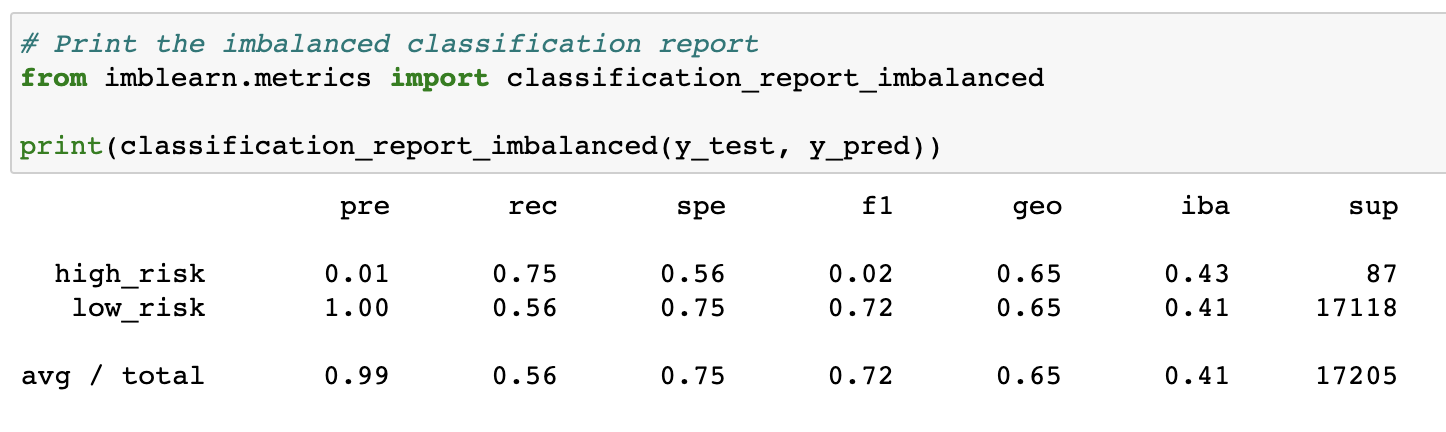 # Print the imbalanced classification report
from imblearn.metrics import classification_report_imbalanced
print(classification_report_imbalanced(y_test, y_pred))
pre rec spe f1 geo iba sup
high_risk 0.01 0.75 0.56 0.02 0.65 0.43 87
low_risk 1.00 0.56 0.75 0.72 0.65 0.41 17118
avg / total 0.99 0.56 0.75 0.72 0.65 0.41 17205